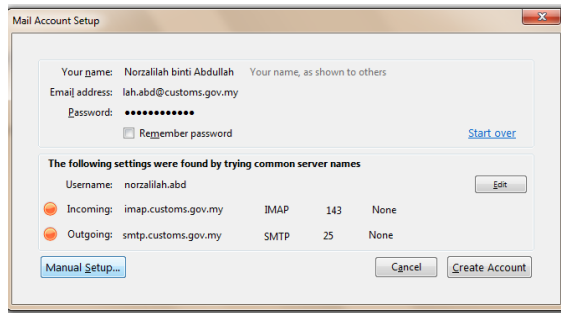 Mail Account Setup
Your name: Norzalilah binti Abdullah Your name, as shown to others
Email address: lah.abd@customs.gov.my
Password: ●●●●●●●●●●●●
Remember password Start over
The following settings were found by trying common server names
Username: norzalilah.abd Edit
Incoming: imap.customs.gov.my IMAP 143 None
Outgoing: smtp.customs.gov.my SMTP 25 None
Manual Setup... Cancel Create Account